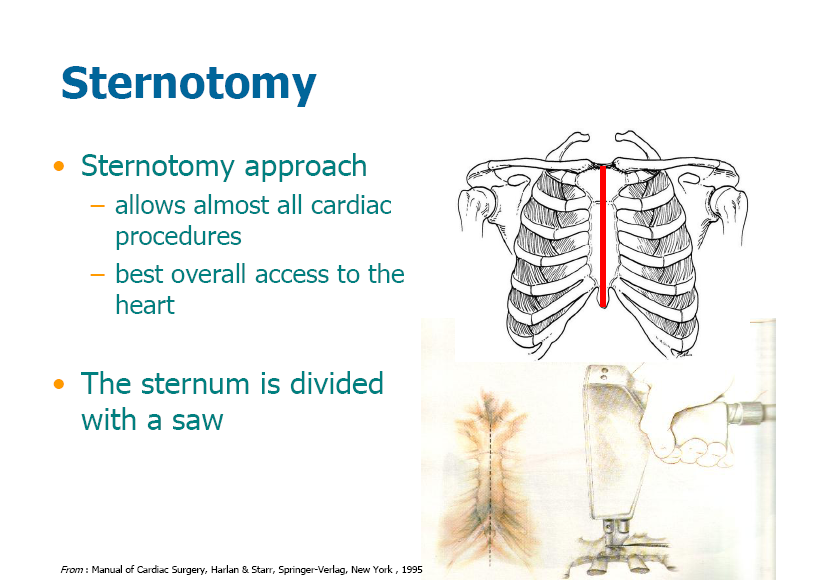 Sternotomy
• Sternotomy approach
– allows almost all cardiac
procedures
– best overall access to the
heart
• The sternum is divided
with a saw
From : Manual of Cardiac Surgery, Harlan & Starr, Springer-Verlag, New York , 1995